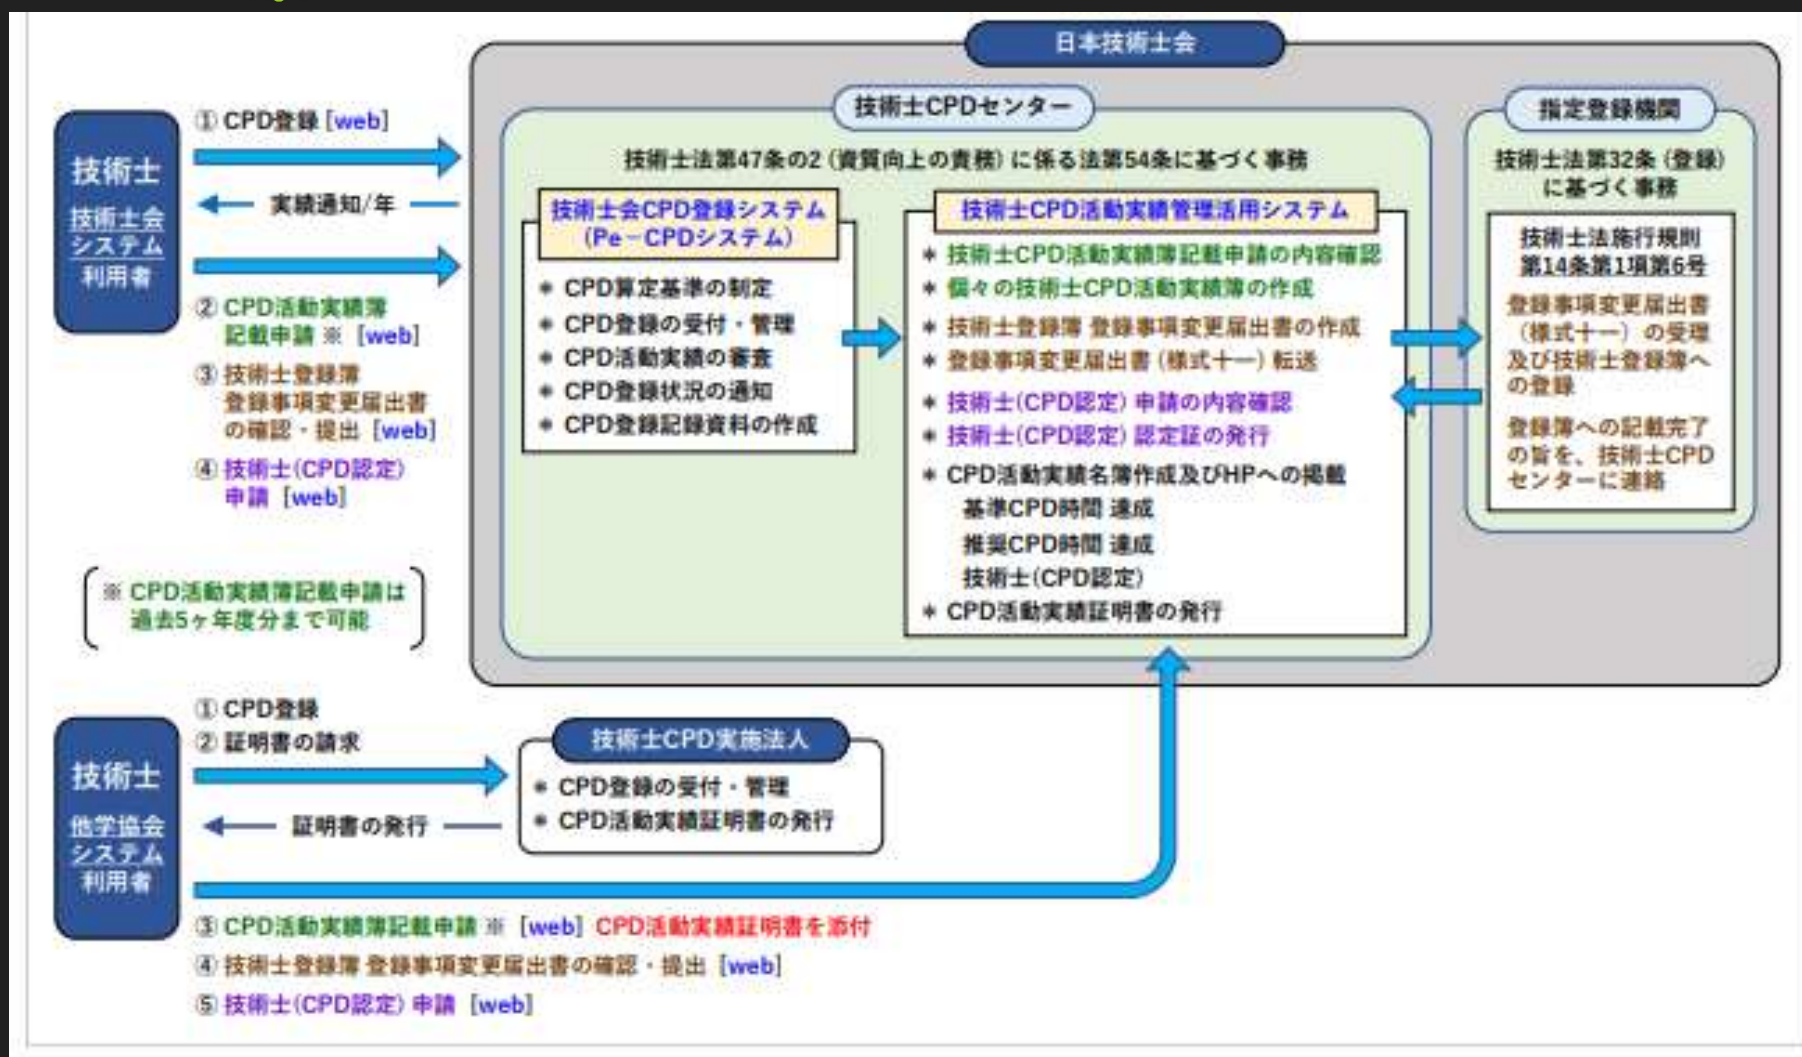 日本技術士会
技術士CPDセンター
指定登録機関
技術士
技術士会
システム
利用者
① CPD登録 [web]
実績通知/年
② CPD活動実績簿
記載申請 ※ [web]
③ 技術士登録簿
登録事項変更届出書
の確認・提出 [web]
④ 技術士(CPD認定)
申請 [web]
※ CPD活動実績簿記載申請は
過去5ヶ年度分まで可能
技術士法第47条の2 (資質向上の責務) に係る法第54条に基づく事務
技術士会CPD登録システム
(Pe－CPDシステム)
* CPD算定基準の制定
* CPD登録の受付・管理
* CPD活動実績の審査
* CPD登録状況の通知
* CPD登録記録資料の作成
技術士CPD活動実績管理活用システム
* 技術士CPD活動実績簿記載申請の内容確認
* 個々の技術士CPD活動実績簿の作成
* 技術士登録簿 登録事項変更届出書の作成
* 登録事項変更届出書 (様式十一) 転送
* 技術士(CPD認定) 申請の内容確認
* 技術士(CPD認定) 認定証の発行
* CPD活動実績名簿作成及びHPへの掲載
基準CPD時間 達成
推奨CPD時間 達成
技術士(CPD認定)
* CPD活動実績証明書の発行
技術士法第32条 (登録)
に基づく事務
技術士法施行規則
第14条第1項第6号
登録事項変更届出書
(様式十一) の受理
及び技術士登録簿へ
の登録
登録簿への記載完了
の旨を、技術士CPD
センターに連絡
技術士
他学協会
システム
利用者
① CPD登録
② 証明書の請求
証明書の発行
技術士CPD実施法人
* CPD登録の受付・管理
* CPD活動実績証明書の発行
③ CPD活動実績簿記載申請 ※ [web] CPD活動実績証明書を添付
④ 技術士登録簿 登録事項変更届出書の確認・提出 [web]
⑤ 技術士(CPD認定) 申請 [web]